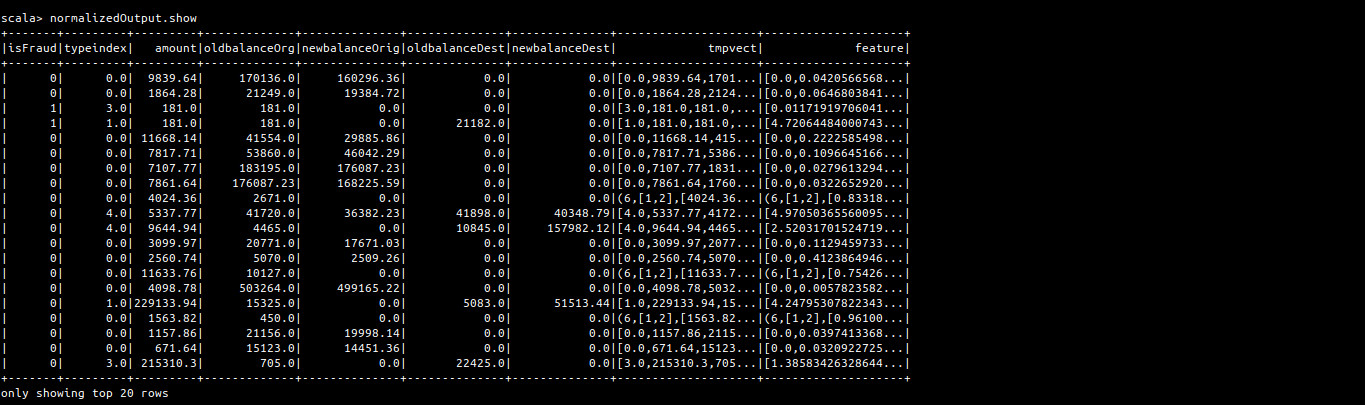 scala> normalizedOutput.show
+-------+---------+---------+-------------+--------------+--------------+--------------+--------------------+--------------------+
|isFraud|typeindex|   amount|oldbalanceOrg|newbalanceOrig|oldbalanceDest|newbalanceDest|             tmpvect|             feature|
+-------+---------+---------+-------------+--------------+--------------+--------------+--------------------+--------------------+
|      0|      0.0|  9839.64|     170136.0|     160296.36|           0.0|           0.0|[0.0,9839.64,1701...|[0.0,0.0420566568...|
|      0|      0.0|  1864.28|      21249.0|      19384.72|           0.0|           0.0|[0.0,1864.28,2124...|[0.0,0.0646803841...|
|      1|      3.0|    181.0|        181.0|           0.0|           0.0|           0.0|[3.0,181.0,181.0,...|[0.01171919706041...|
|      1|      1.0|    181.0|        181.0|           0.0|       21182.0|           0.0|[1.0,181.0,181.0,...|[4.72064484000743...|
|      0|      0.0| 11668.14|      41554.0|      29885.86|           0.0|           0.0|[0.0,11668.14,415...|[0.0,0.2222585498...|
|      0|      0.0|  7817.71|      53860.0|      46042.29|           0.0|           0.0|[0.0,7817.71,5386...|[0.0,0.1096645166...|
|      0|      0.0|  7107.77|     183195.0|     176087.23|           0.0|           0.0|[0.0,7107.77,1831...|[0.0,0.0279613294...|
|      0|      0.0|  7861.64|    176087.23|     168225.59|           0.0|           0.0|[0.0,7861.64,1760...|[0.0,0.0322652920...|
|      0|      0.0|  4024.36|       2671.0|           0.0|           0.0|           0.0|(6,[1,2],[4024.36...|(6,[1,2],[0.83318...|
|      0|      4.0|  5337.77|      41720.0|      36382.23|       41898.0|      40348.79|[4.0,5337.77,4172...|[4.97050365560095...|
|      0|      4.0|  9644.94|       4465.0|           0.0|       10845.0|     157982.12|[4.0,9644.94,4465...|[2.52031701524719...|
|      0|      0.0|  3099.97|      20771.0|      17671.03|           0.0|           0.0|[0.0,3099.97,2077...|[0.0,0.1129459733...|
|      0|      0.0|  2560.74|       5070.0|       2509.26|           0.0|           0.0|[0.0,2560.74,5070...|[0.0,0.4123864946...|
|      0|      0.0| 11633.76|      10127.0|           0.0|           0.0|           0.0|(6,[1,2],[11633.7...|(6,[1,2],[0.75426...|
|      0|      0.0|  4098.78|     503264.0|     499165.22|           0.0|           0.0|[0.0,4098.78,5032...|[0.0,0.0057823582...|
|      0|      1.0|229133.94|      15325.0|           0.0|        5083.0|      51513.44|[1.0,229133.94,15...|[4.24795307822343...|
|      0|      0.0|  1563.82|        450.0|           0.0|           0.0|           0.0|(6,[1,2],[1563.82...|(6,[1,2],[0.96100...|
|      0|      0.0|  1157.86|      21156.0|      19998.14|           0.0|           0.0|[0.0,1157.86,2115...|[0.0,0.0397413368...|
|      0|      0.0|   671.64|      15123.0|      14451.36|           0.0|           0.0|[0.0,671.64,15123...|[0.0,0.0320922725...|
|      0|      3.0| 215310.3|        705.0|           0.0|       22425.0|           0.0|[3.0,215310.3,705...|[1.38583426328644...|
+-------+---------+---------+-------------+--------------+--------------+--------------+--------------------+--------------------+
only showing top 20 rows